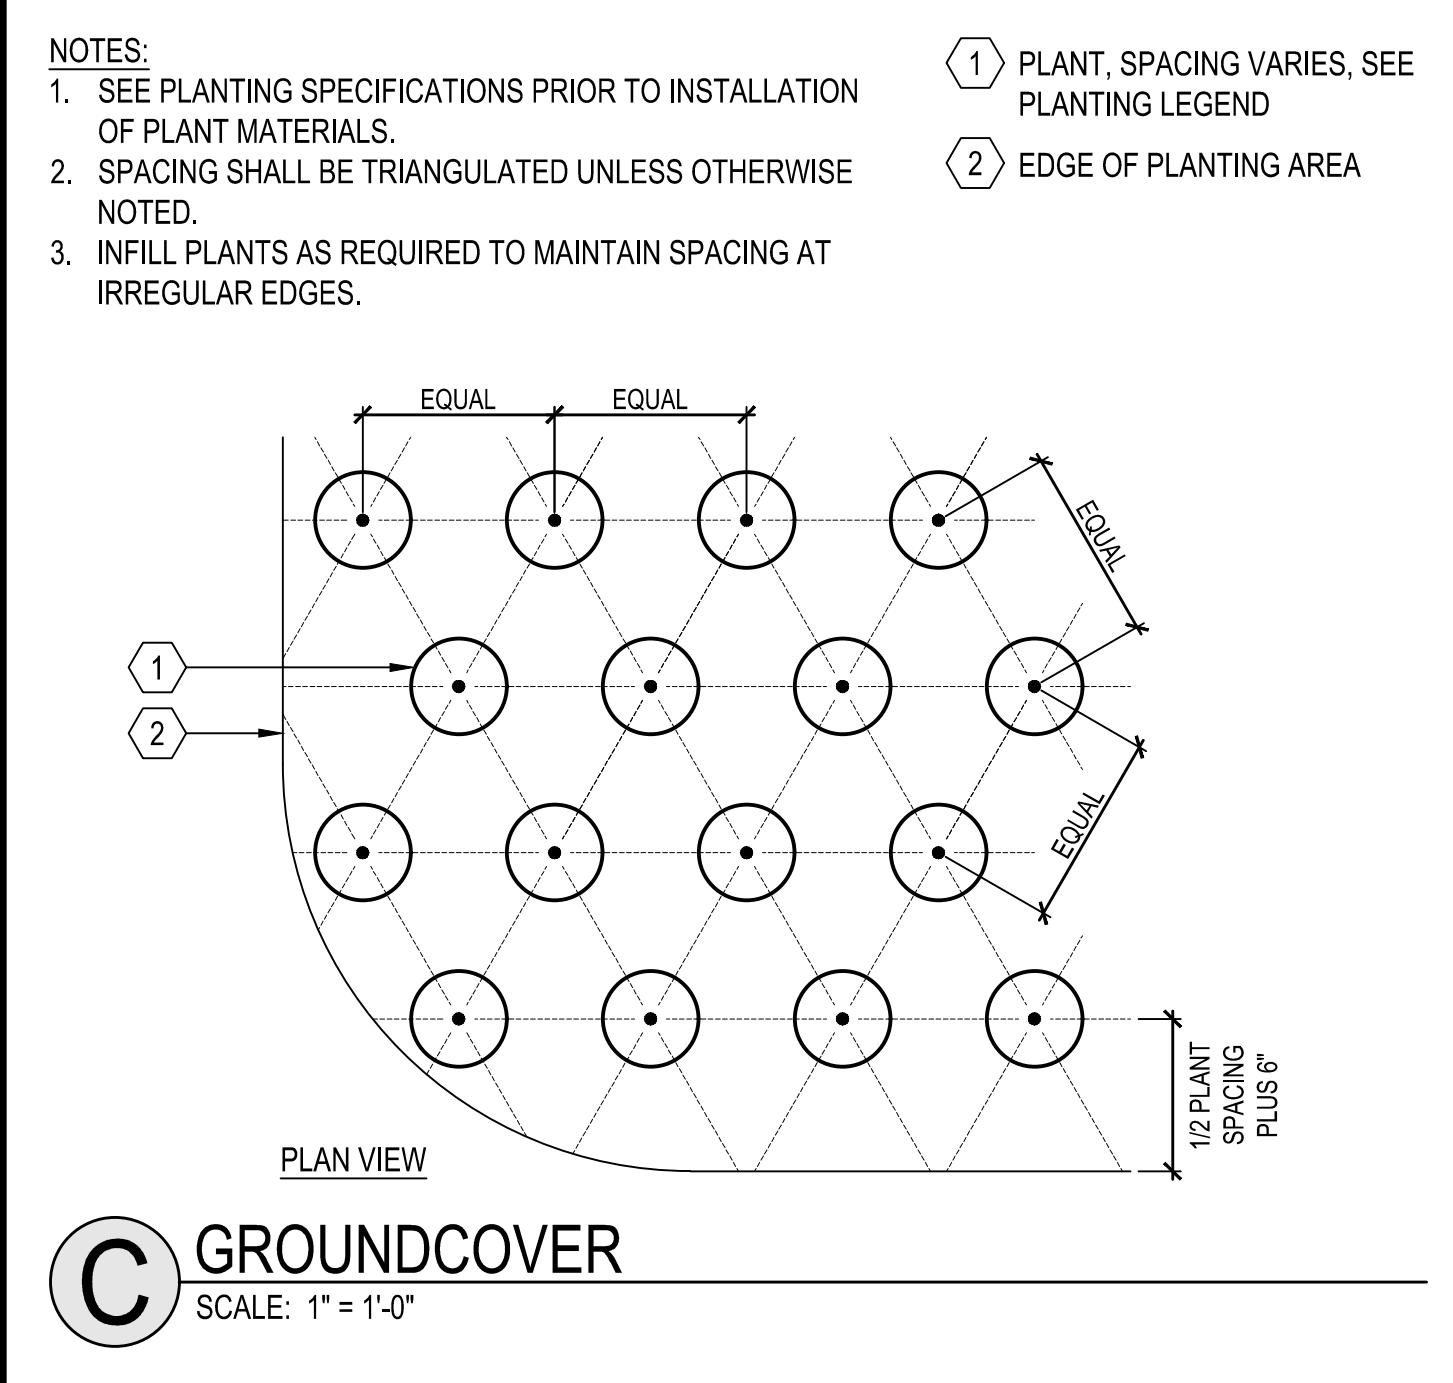 NOTES:
1. SEE PLANTING SPECIFICATIONS PRIOR TO INSTALLATION
OF PLANT MATERIALS.
2. SPACING SHALL BE TRIANGULATED UNLESS OTHERWISE
NOTED.
3. INFILL PLANTS AS REQUIRED TO MAINTAIN SPACING AT
IRREGULAR EDGES.
1 PLANT, SPACING VARIES, SEE
PLANTING LEGEND
2 EDGE OF PLANTING AREA
EQUAL
EQUAL
EQUAL
1
2
EQUAL
1/2 PLANT
SPACING
PLUS 6"
PLAN VIEW
C
GROUNDCOVER
SCALE: 1" = 1'-0"